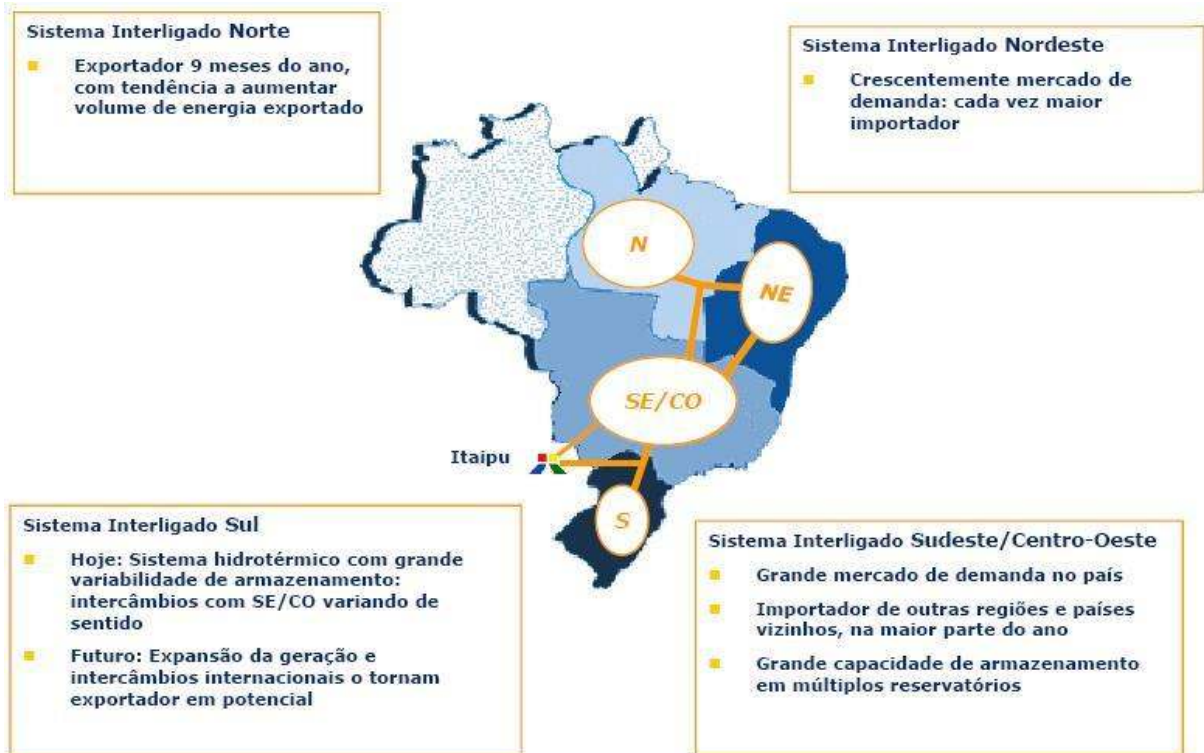 Sistema Interligado Norte
Exportador 9 meses do ano,
com tendência a aumentar
volume de energia exportado
Sistema Interligado Nordeste
Crescentemente mercado de
demanda: cada vez maior
importador
N
NE
SE/CO
Itaipu
S
Sistema Interligado Sul
Hoje: Sistema hidrotérmico com grande
variabilidade de armazenamento:
intercâmbios com SE/CO variando de
sentido
Futuro: Expansão da geração e
intercâmbios internacionais o tornam
exportador em potencial
Sistema Interligado Sudeste/Centro-Oeste
Grande mercado de demanda no país
Importador de outras regiões e países
vizinhos, na maior parte do ano
Grande capacidade de armazenamento
em múltiplos reservatórios